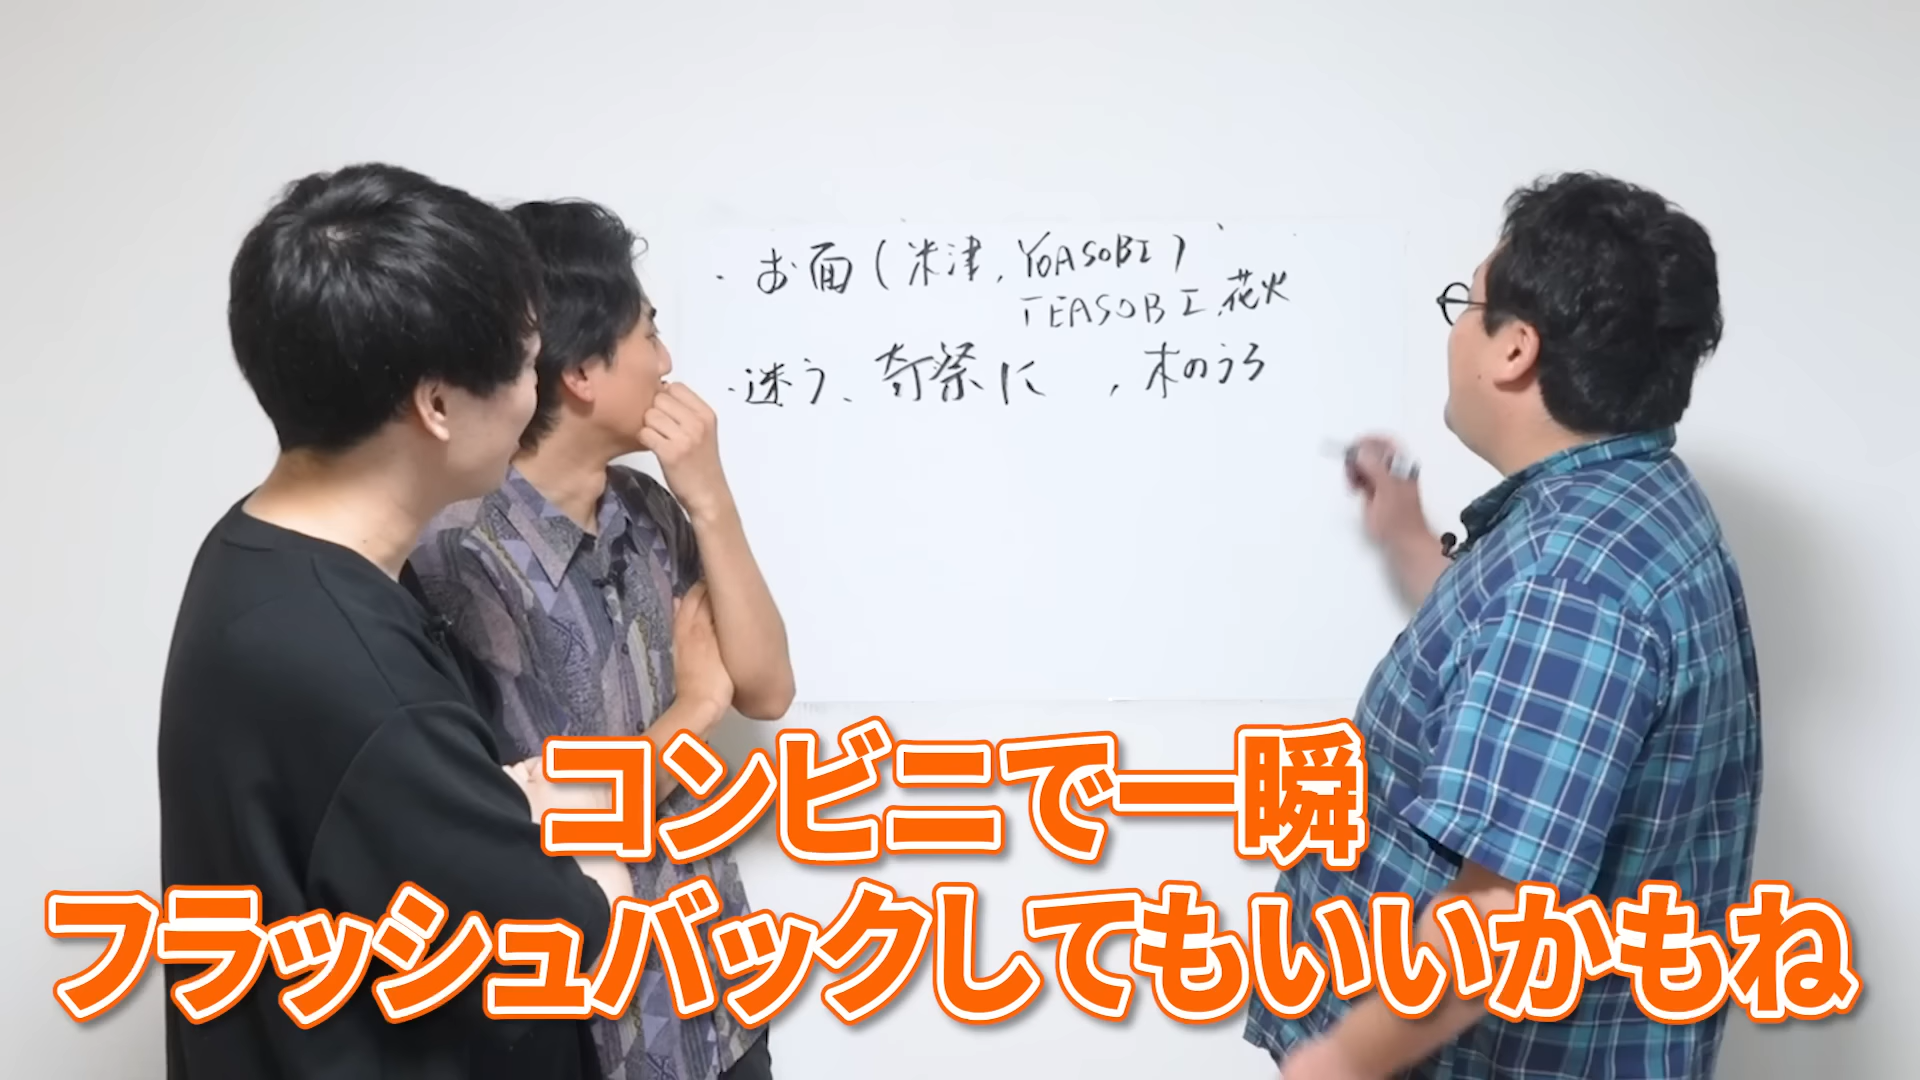 ・お面(米津,YOASOBI)
TEASOBI,花火
・迷う、奇祭に , 木のうろ
コンビニで一瞬
フラッシュバックしてもいいかもね